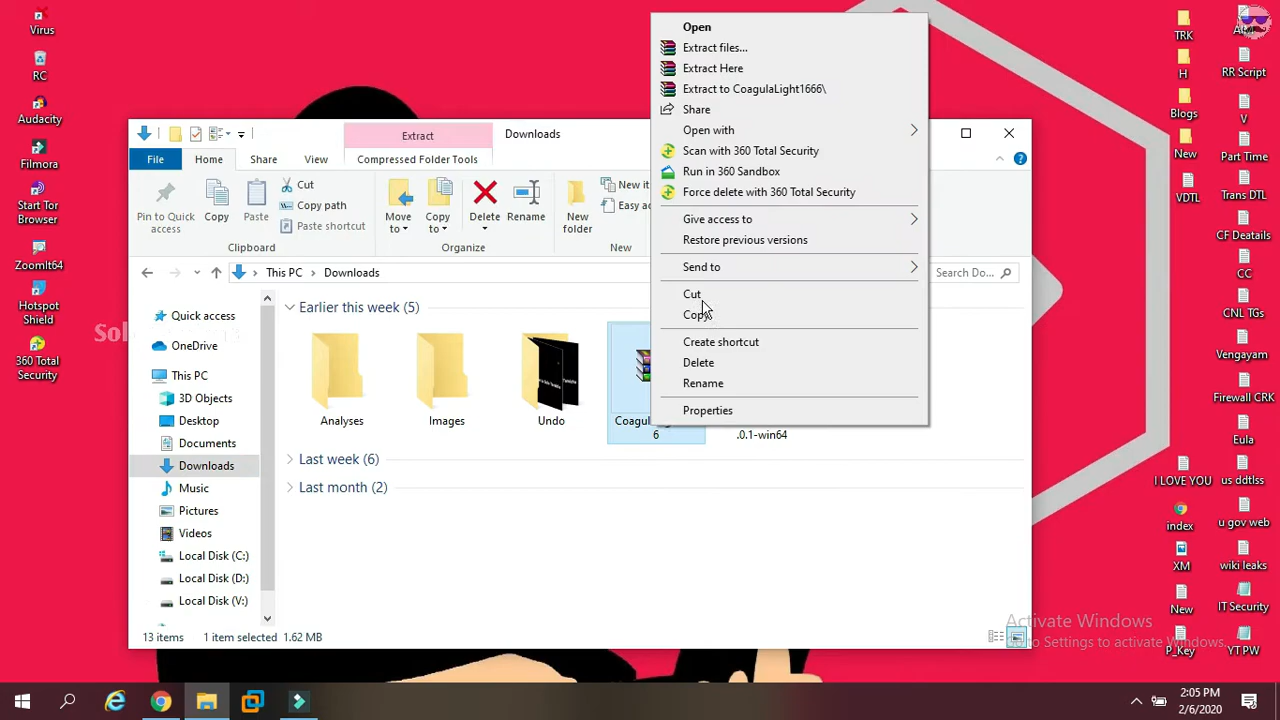 Virus
RC
Audacity
Filmora
Start Tor
Browser
ZoomIt64
Hotspot
Shield
360 Total
Security
Extract
Downloads
File
Home
Share
View
Compressed Folder Tools
Pin to Quick
access
Copy
Paste
Cut
Copy path
Paste shortcut
Clipboard
Move
to
Copy
to
Delete
Rename
Organize
New
folder
New it
Easy ac
New
This PC
Downloads
Search Do...
Quick access
OneDrive
This PC
3D Objects
Desktop
Documents
Downloads
Music
Pictures
Videos
Local Disk (C:)
Local Disk (D:)
Local Disk (V:)
Earlier this week (5)
Analyses
Images
Undo
6
.0.1-win64
Last week (6)
Last month (2)
13 items
1 item selected
1.62 MB
Open
Extract files...
Extract Here
Extract to CoagulaLight1666\
Share
Open with
Scan with 360 Total Security
Run in 360 Sandbox
Force delete with 360 Total Security
Give access to
Restore previous versions
Send to
Cut
Copy
Create shortcut
Delete
Rename
Properties
TRK
H
Blogs
New
VDTL
I LOVE YOU
index
XM
New
P_Key
RR Script
V
Part Time
Trans DTL
CF Deatails
CC
CNL TGs
Vengayam
Firewall CRK
Eula
us ddtlss
u gov web
wiki leaks
IT Security
YT PW
Activate Windows
Go to Settings to activate Windows.
2:05 PM
2/6/2020